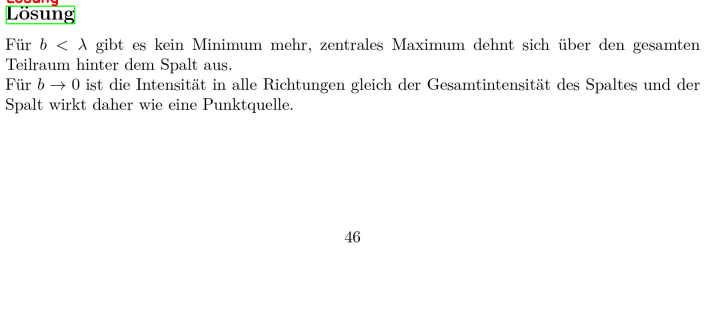 Lösung
Lösung
Für b < λ gibt es kein Minimum mehr, zentrales Maximum dehnt sich über den gesamten
Teilraum hinter dem Spalt aus.
Für b → 0 ist die Intensität in alle Richtungen gleich der Gesamtintensität des Spaltes und der
Spalt wirkt daher wie eine Punktquelle.
46